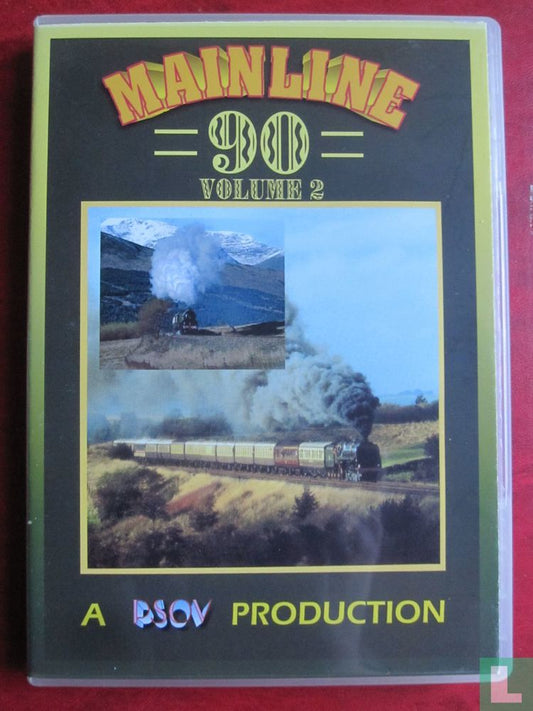 MAINLINE
90
VOLUME 2
A PSOV PRODUCTION
L